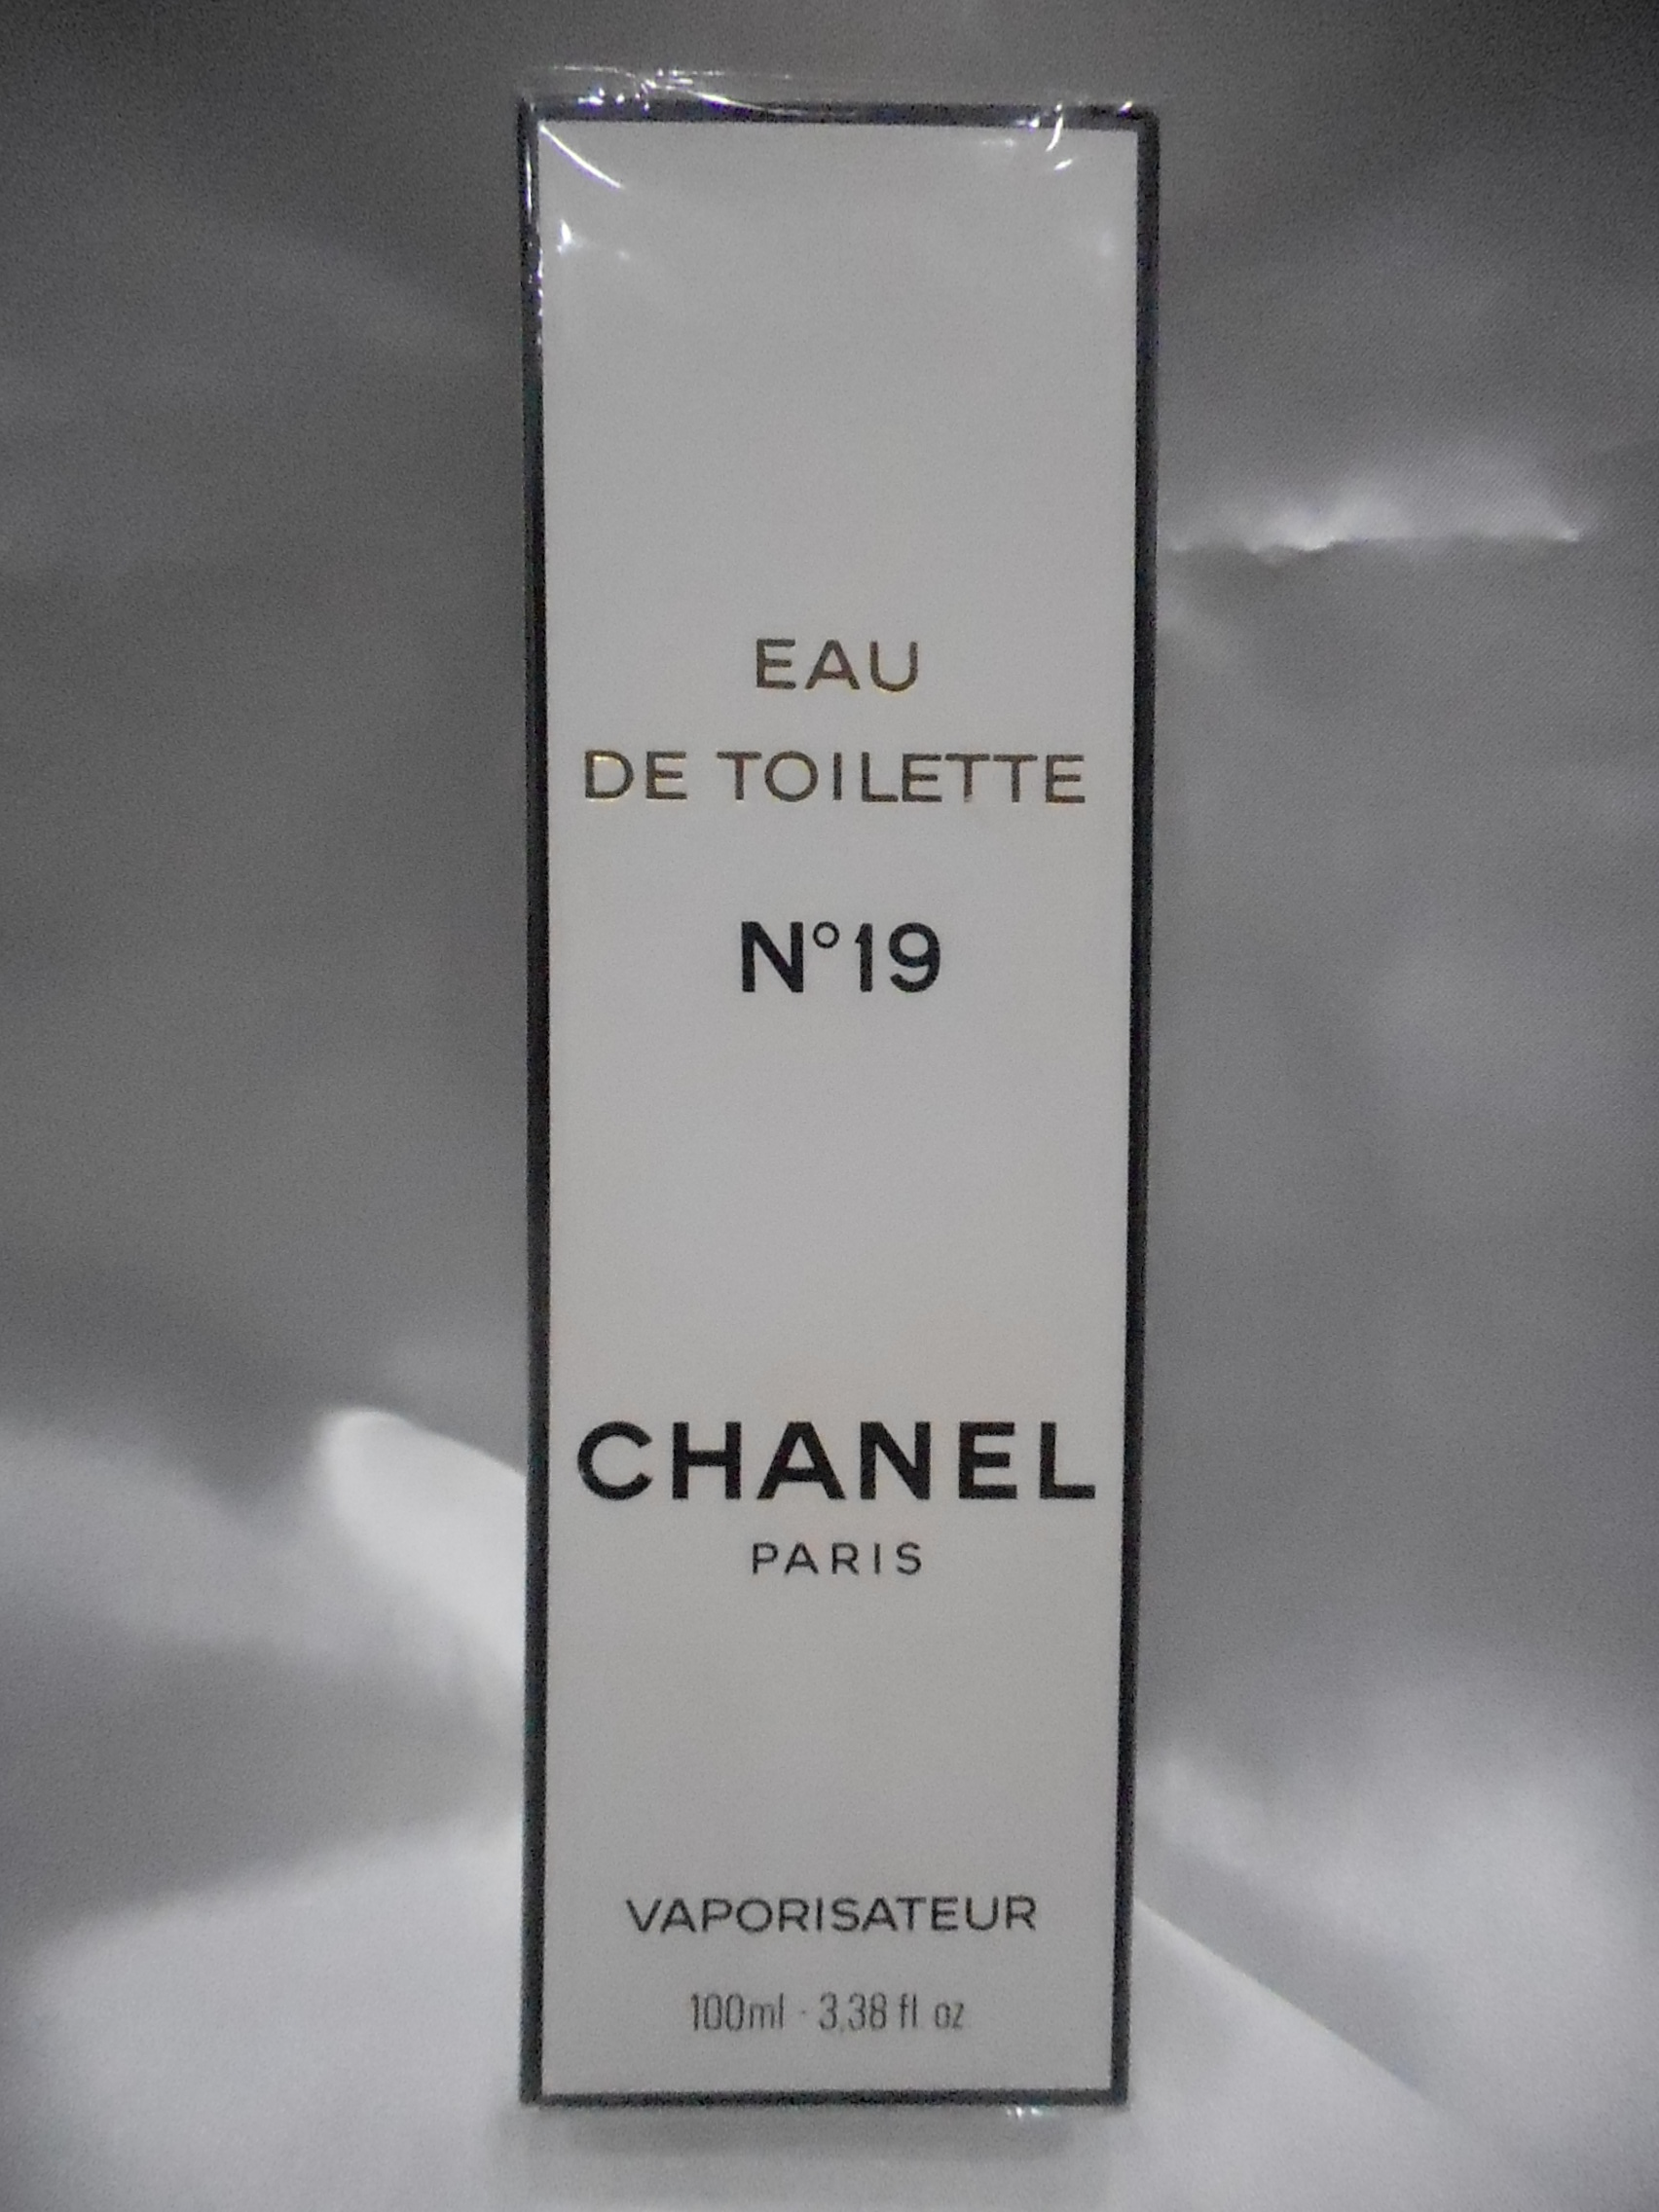 EAU
DE TOILETTE
N°19
CHANEL
PARIS
VAPORISATEUR
100ml - 3,38 fl oz